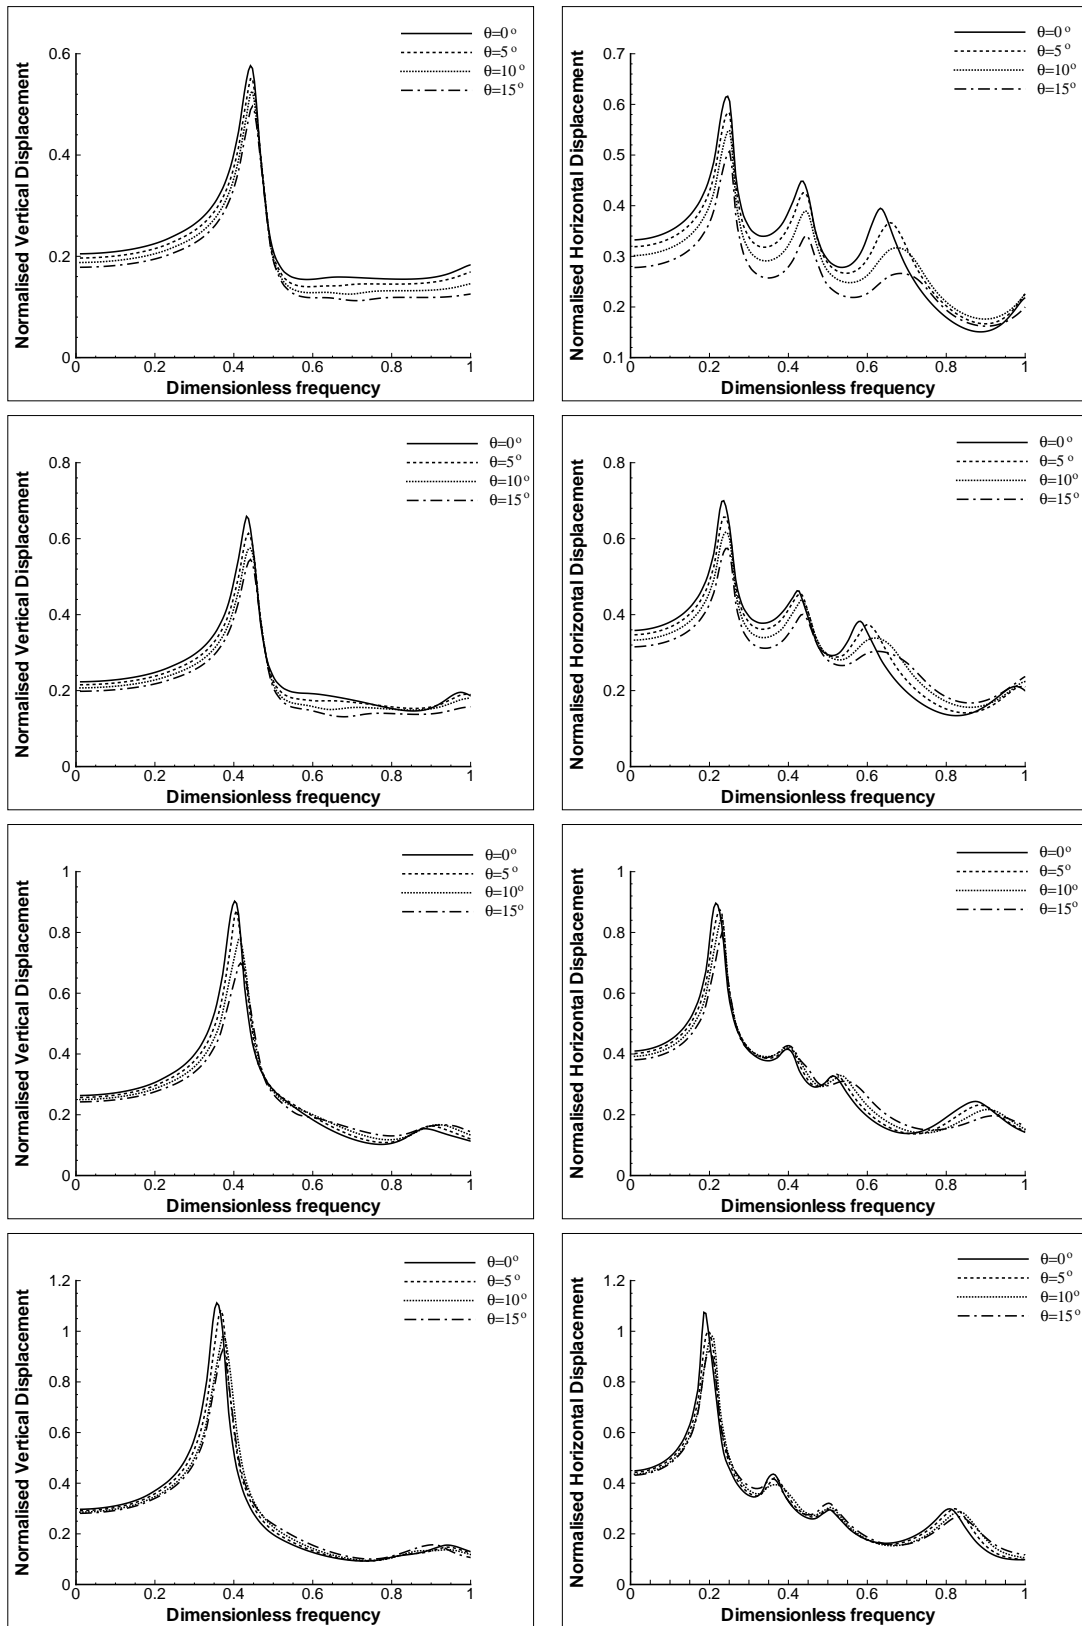 θ=0°
θ=5°
θ=10°
θ=15°
Normalised Vertical Displacement
0.6
0.4
0.2
0
0 0.2 0.4 0.6 0.8 1
Dimensionless frequency
θ=0°
θ=5°
θ=10°
θ=15°
Normalised Horizontal Displacement
0.7
0.6
0.5
0.4
0.3
0.2
0.1
0 0.2 0.4 0.6 0.8 1
Dimensionless frequency
θ=0°
θ=5°
θ=10°
θ=15°
Normalised Vertical Displacement
0.8
0.6
0.4
0.2
0
0 0.2 0.4 0.6 0.8 1
Dimensionless frequency
θ=0°
θ=5°
θ=10°
θ=15°
Normalised Horizontal Displacement
0.8
0.6
0.4
0.2
0
0 0.2 0.4 0.6 0.8 1
Dimensionless frequency
θ=0°
θ=5°
θ=10°
θ=15°
Normalised Vertical Displacement
1
0.8
0.6
0.4
0.2
0
0 0.2 0.4 0.6 0.8 1
Dimensionless frequency
θ=0°
θ=5°
θ=10°
θ=15°
Normalised Horizontal Displacement
1
0.8
0.6
0.4
0.2
0
0 0.2 0.4 0.6 0.8 1
Dimensionless frequency
θ=0°
θ=5°
θ=10°
θ=15°
Normalised Vertical Displacement
1.2
1
0.8
0.6
0.4
0.2
0
0 0.2 0.4 0.6 0.8 1
Dimensionless frequency
θ=0°
θ=5°
θ=10°
θ=15°
Normalised Horizontal Displacement
1.2
1
0.8
0.6
0.4
0.2
0
0 0.2 0.4 0.6 0.8 1
Dimensionless frequency